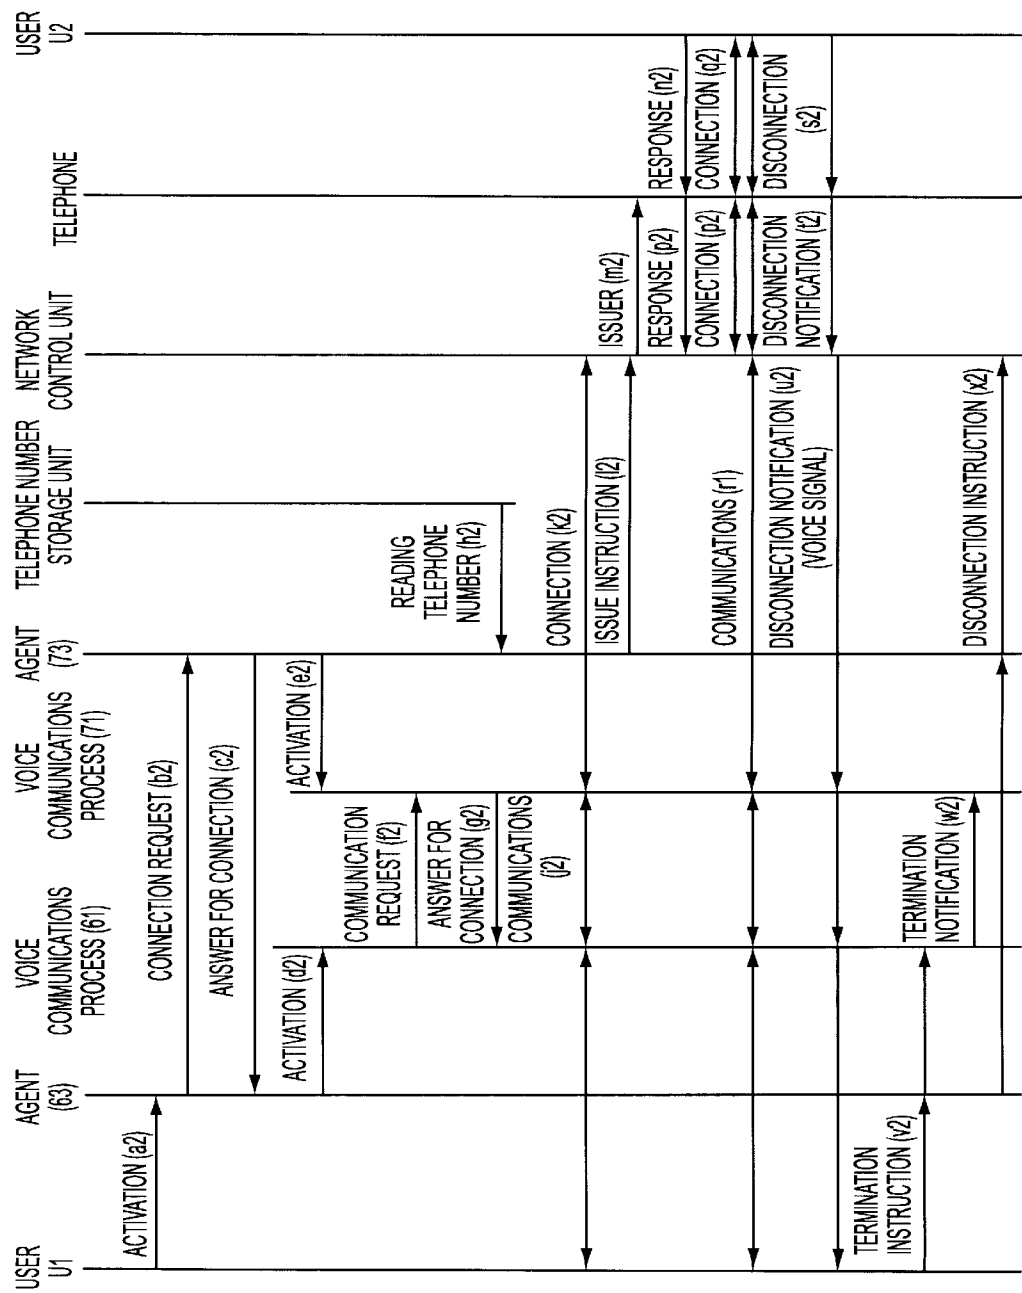 USER
U1
AGENT
(63)
VOICE
COMMUNICATIONS
PROCESS (61)
VOICE
COMMUNICATIONS
PROCESS (71)
AGENT
(73)
TELEPHONE NUMBER
STORAGE UNIT
NETWORK
CONTROL UNIT
TELEPHONE
USER
U2
ACTIVATION (a2)
CONNECTION REQUEST (b2)
ANSWER FOR CONNECTION (c2)
ACTIVATION (d2)
ACTIVATION (e2)
COMMUNICATION
REQUEST (f2)
ANSWER FOR
CONNECTION (g2)
READING
TELEPHONE
NUMBER (h2)
COMMUNICATIONS
(j2)
CONNECTION (k2)
ISSUE INSTRUCTION (l2)
ISSUER (m2)
RESPONSE (p2)
RESPONSE (n2)
CONNECTION (p2)
CONNECTION (q2)
COMMUNICATIONS (r1)
DISCONNECTION
(s2)
DISCONNECTION
NOTIFICATION (t2)
DISCONNECTION NOTIFICATION (u2)
(VOICE SIGNAL)
TERMINATION
INSTRUCTION (v2)
TERMINATION
NOTIFICATION (w2)
DISCONNECTION INSTRUCTION (x2)